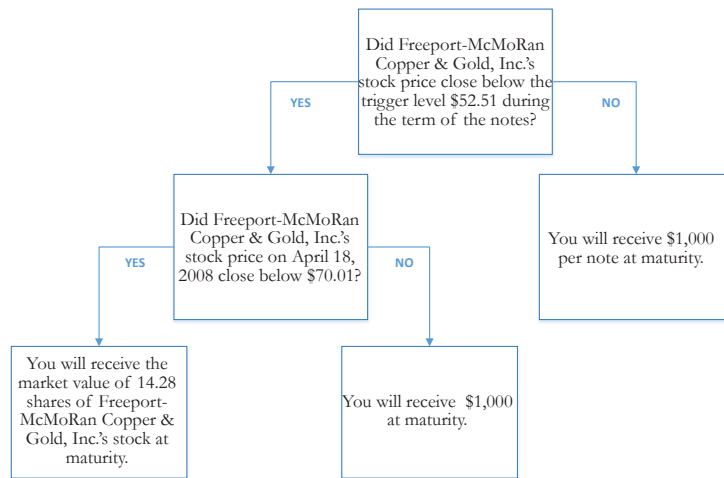 Did Freeport-McMoRan
Copper & Gold, Inc.'s
stock price close below the
trigger level $52.51 during
the term of the notes?
YES
NO
Did Freeport-McMoRan
Copper & Gold, Inc.'s
stock price on April 18,
2008 close below $70.01?
You will receive $1,000
per note at maturity.
YES
NO
You will receive the
market value of 14.28
shares of Freeport-
McMoRan Copper &
Gold, Inc.'s stock at
maturity.
You will receive $1,000
at maturity.